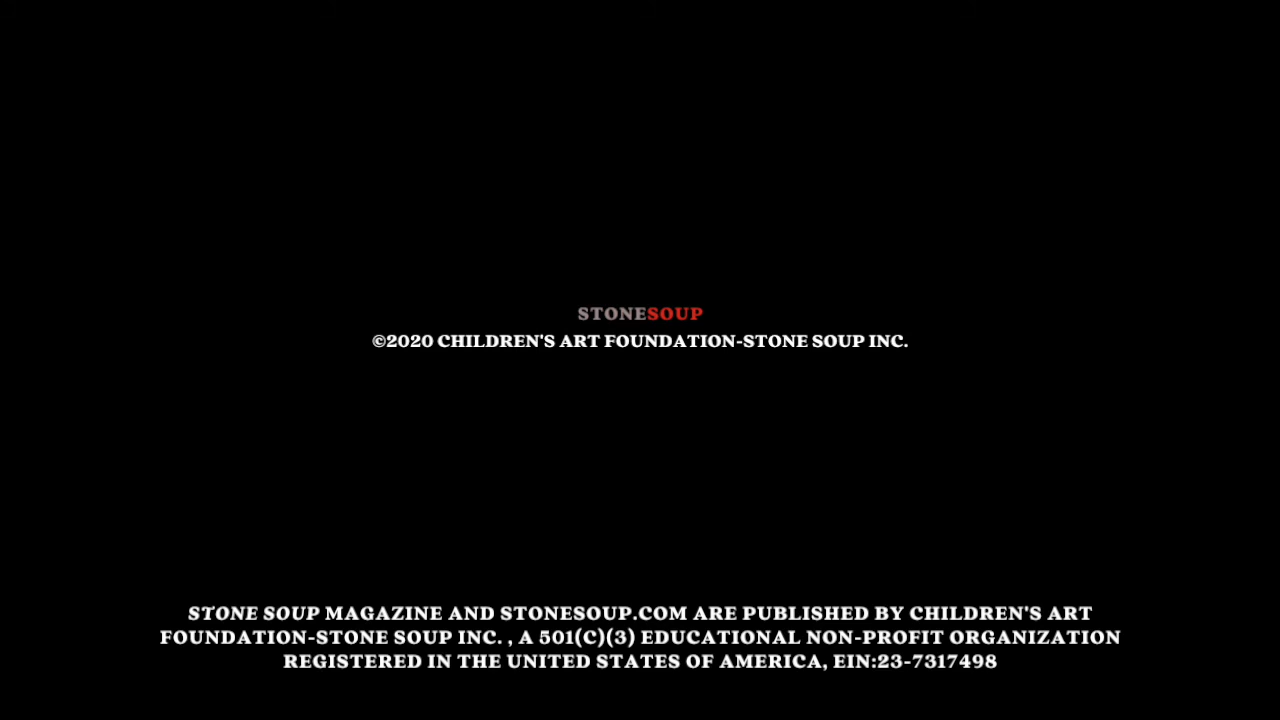 STONESOUP
©2020 CHILDREN'S ART FOUNDATION-STONE SOUP INC.
STONE SOUP MAGAZINE AND STONESOUP.COM ARE PUBLISHED BY CHILDREN'S ART
FOUNDATION-STONE SOUP INC. , A 501(C)(3) EDUCATIONAL NON-PROFIT ORGANIZATION
REGISTERED IN THE UNITED STATES OF AMERICA, EIN:23-7317498